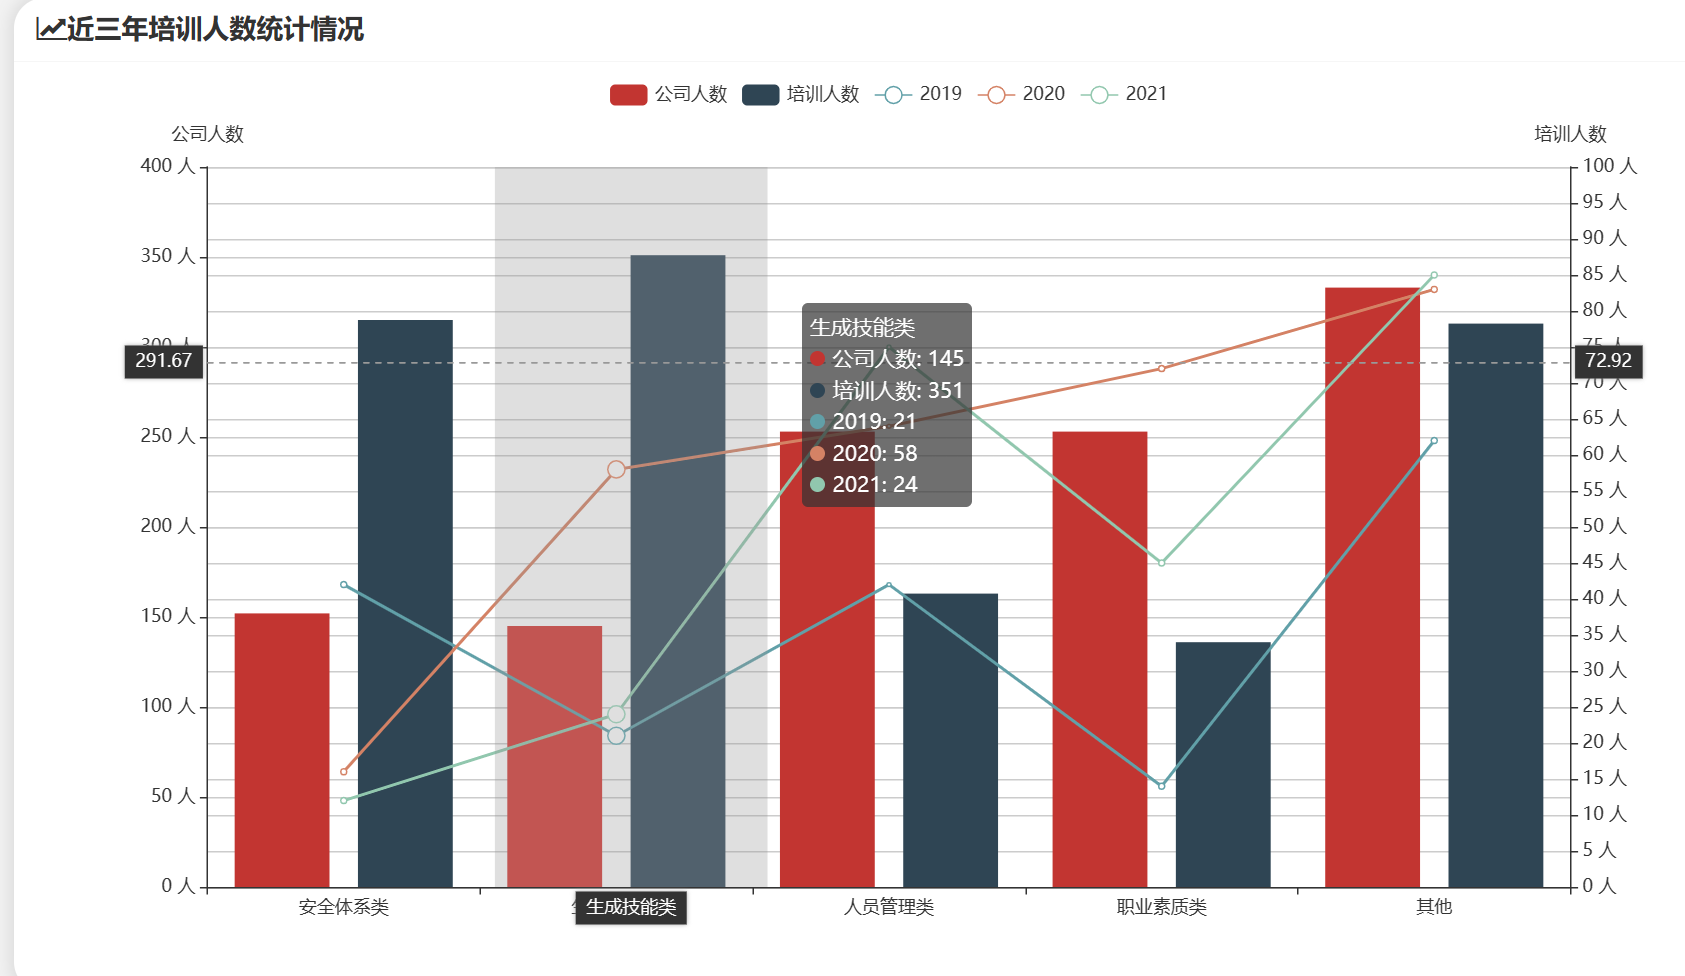 近三年培训人数统计情况
公司人数 培训人数 2019 2020 2021
公司人数
培训人数
400 人
350 人
291.67
250 人
200 人
150 人
100 人
50 人
0 人
100 人
95 人
90 人
85 人
80 人
72.92
65 人
60 人
55 人
50 人
45 人
40 人
35 人
30 人
25 人
20 人
15 人
10 人
5 人
0 人
生成技能类
公司人数: 145
培训人数: 351
2019: 21
2020: 58
2021: 24
安全体系类 生成技能类 人员管理类 职业素质类 其他